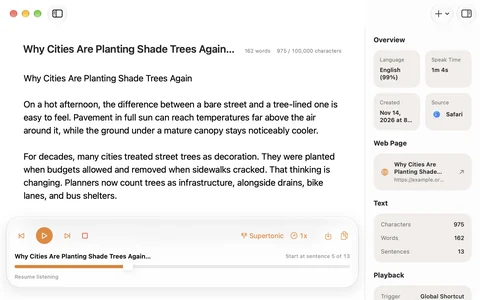 Why Cities Are Planting Shade Trees Again...
162 words
975 / 100,000 characters
Why Cities Are Planting Shade Trees Again
On a hot afternoon, the difference between a bare street and a tree-lined one is
easy to feel. Pavement in full sun can reach temperatures far above the air
around it, while the ground under a mature canopy stays noticeably cooler.
For decades, many cities treated street trees as decoration. They were planted
when budgets allowed and removed when sidewalks cracked. That thinking is
changing. Planners now count trees as infrastructure, alongside drains, bike
lanes, and bus shelters.
Supertonic
1x
Why Cities Are Planting Shade Trees Again...
Start at sentence 5 of 13
Resume listening
Overview
Language
English
(99%)
Speak Time
1m 4s
Created
Nov 14,
2026 at 8...
Source
Safari
Web Page
Why Cities Are
Planting Shade...
https://example.or...
Text
Characters 975
Words 162
Sentences 13
Playback
Trigger Global Shortcut